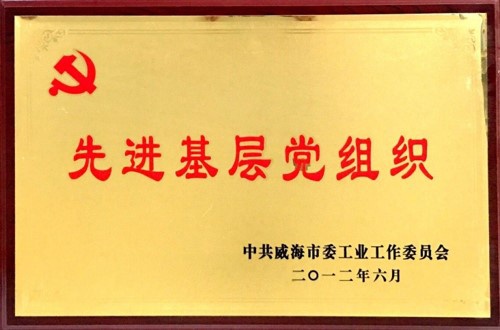 先进基层党组织
中共威海市委工业工作委员会
二〇一二年六月